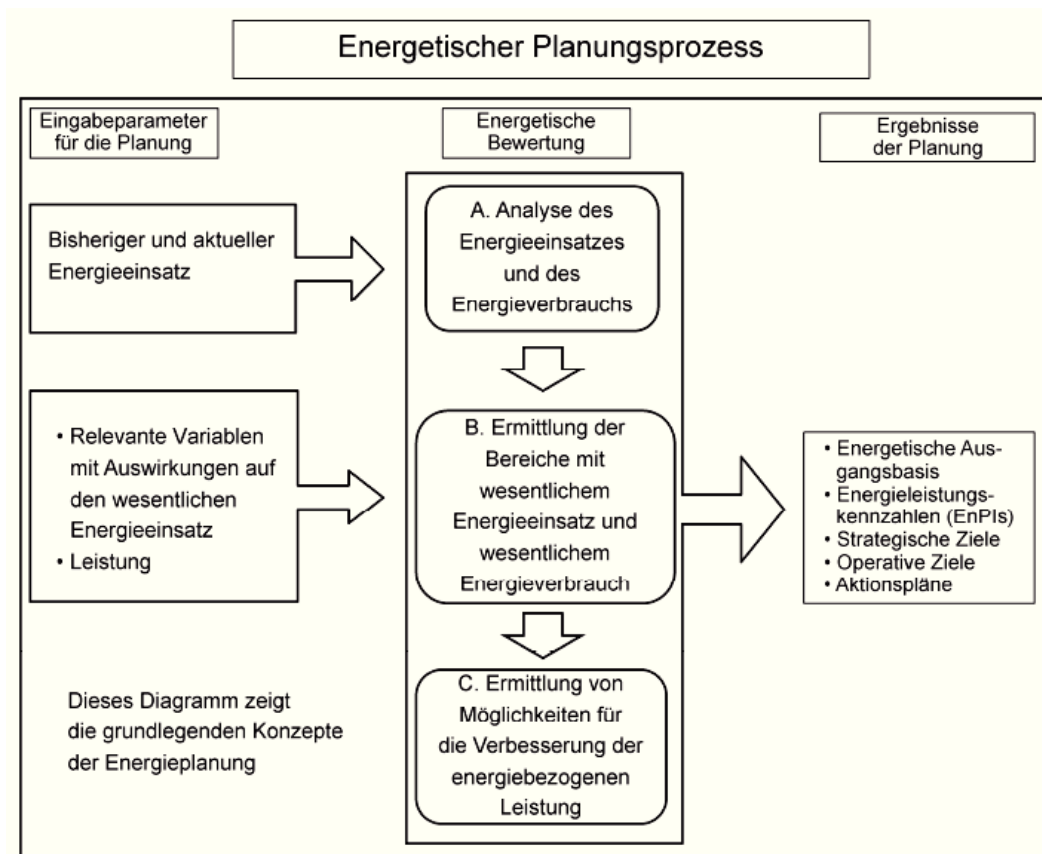 Energetischer Planungsprozess
Eingabeparameter
für die Planung
Energetische
Bewertung
Ergebnisse
der Planung
Bisheriger und aktueller
Energieeinsatz
A. Analyse des
Energieeinsatzes
und des
Energieverbrauchs
• Relevante Variablen
mit Auswirkungen auf
den wesentlichen
Energieeinsatz
• Leistung
B. Ermittlung der
Bereiche mit
wesentlichem
Energieeinsatz und
wesentlichem
Energieverbrauch
• Energetische Aus-
gangsbasis
• Energieleistungs-
kennzahlen (EnPIs)
• Strategische Ziele
• Operative Ziele
• Aktionspläne
Dieses Diagramm zeigt
die grundlegenden Konzepte
der Energieplanung
C. Ermittlung von
Möglichkeiten für
die Verbesserung der
energiebezogenen
Leistung